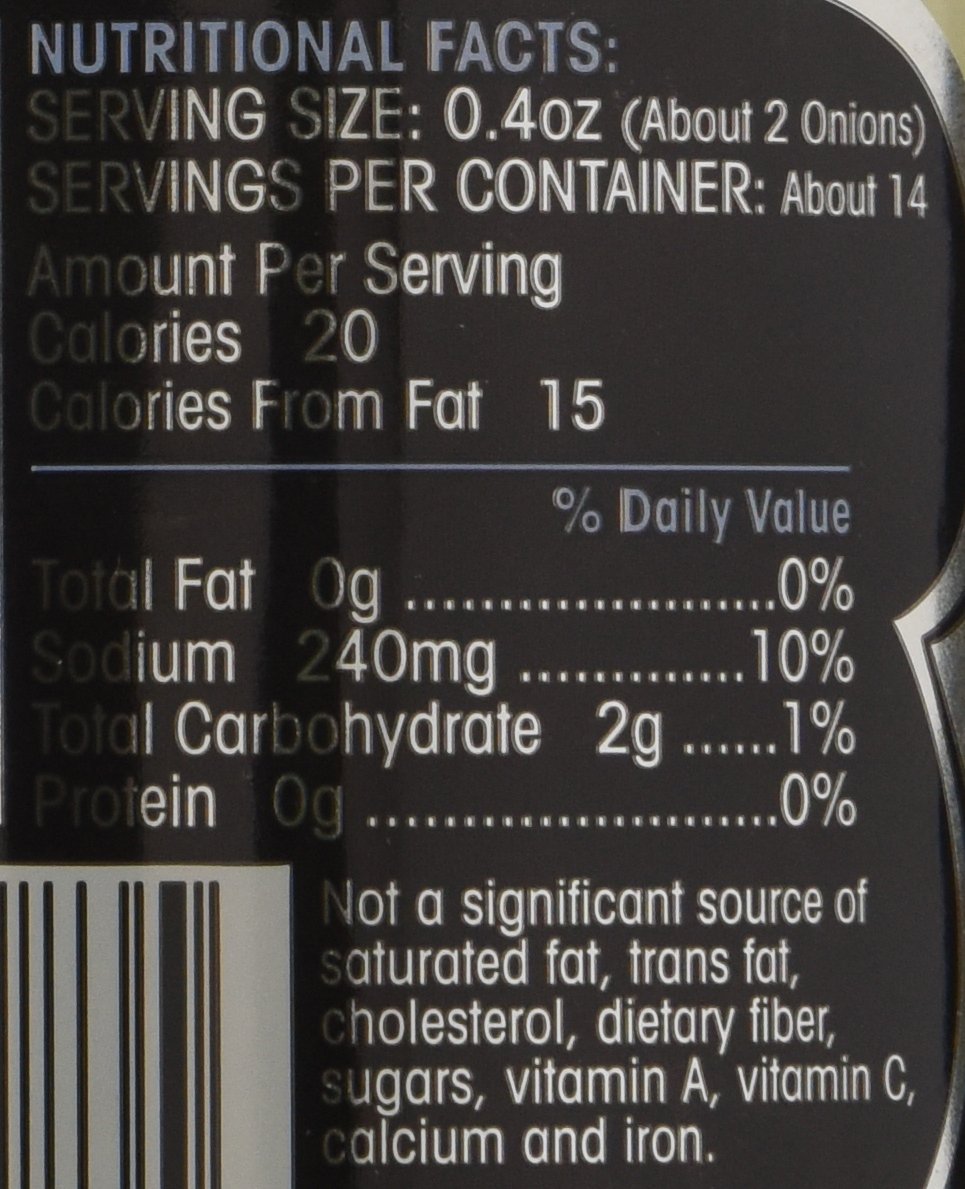 NUTRITIONAL FACTS:
SERVING SIZE: 0.4oz (About 2 Onions)
SERVINGS PER CONTAINER: About 14
Amount Per Serving
Calories 20
Calories From Fat 15
% Daily Value
Total Fat 0g ......................0%
Sodium 240mg .............10%
Total Carbohydrate 2g ......1%
Protein 0g ........................0%
Not a significant source of
saturated fat, trans fat,
cholesterol, dietary fiber,
sugars, vitamin A, vitamin C,
calcium and iron.